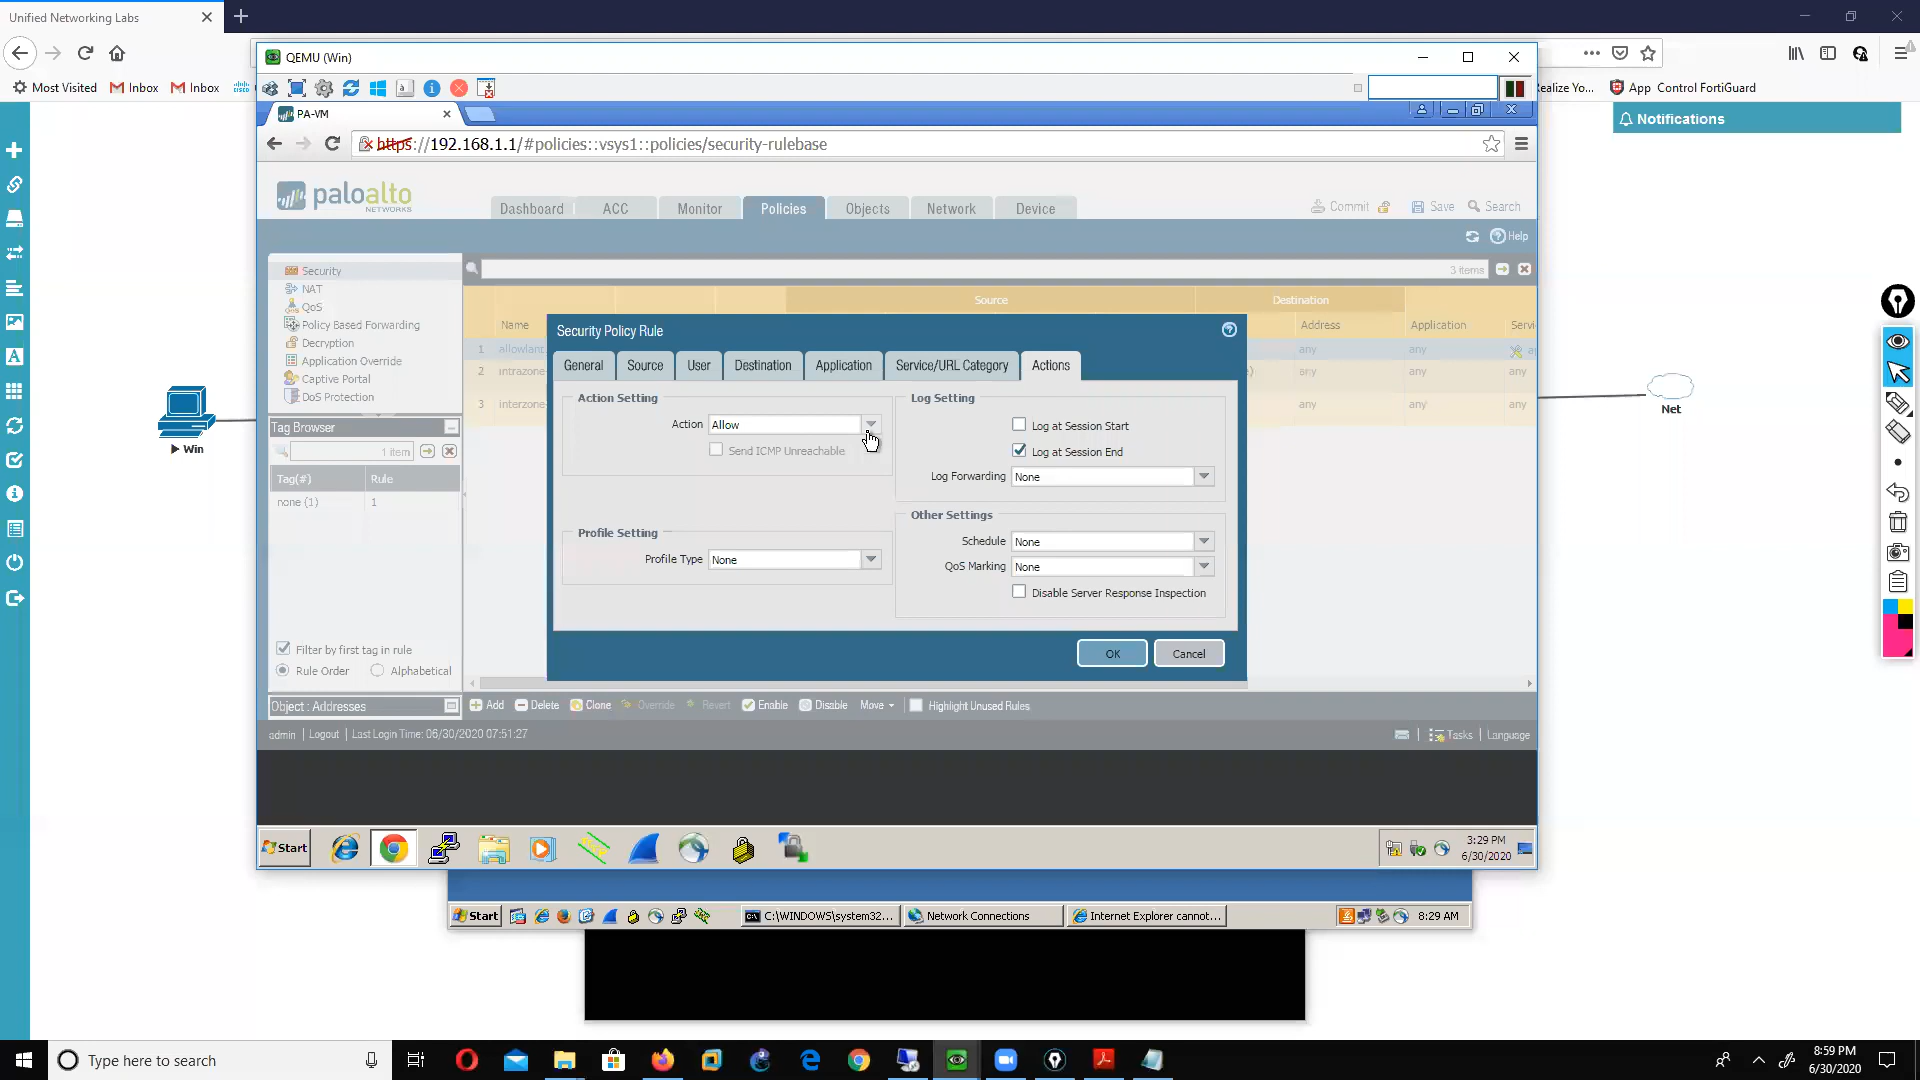 Unified Networking Labs
Most Visited
Inbox
Inbox
cisco
Realize Yo...
App Control FortiGuard
QEMU (Win)
PA-VM
https://192.168.1.1/#policies::vsys1::policies/security-rulebase
Notifications
paloalto
NETWORKS
Dashboard
ACC
Monitor
Policies
Objects
Network
Device
Commit
Save
Search
Help
Security
NAT
QoS
Policy Based Forwarding
Decryption
Application Override
Captive Portal
DoS Protection
3 items
Source
Destination
Name
Address
Application
Servi
1
any
any
2
intrazone-
any
any
any
3
interzone-
any
any
any
Tag Browser
1 item
Tag(#)
Rule
none (1)
1
Filter by first tag in rule
Rule Order
Alphabetical
Object : Addresses
Security Policy Rule
General
Source
User
Destination
Application
Service/URL Category
Actions
Action Setting
Action
Allow
Send ICMP Unreachable
Profile Setting
Profile Type
None
Log Setting
Log at Session Start
Log at Session End
Log Forwarding
None
Other Settings
Schedule
None
QoS Marking
None
Disable Server Response Inspection
OK
Cancel
Add
Delete
Clone
Override
Revert
Enable
Disable
Move
Highlight Unused Rules
admin | Logout | Last Login Time: 06/30/2020 07:51:27
Tasks | Language
Win
Net
Start
3:29 PM
6/30/2020
Start
C:\WINDOWS\system32...
Network Connections
Internet Explorer cannot...
8:29 AM
Type here to search
8:59 PM
6/30/2020